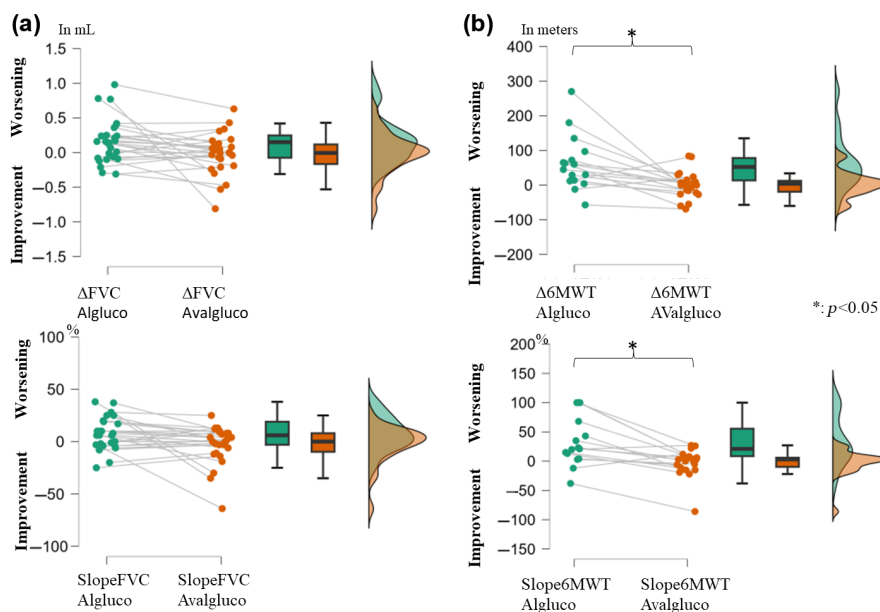 (a)
In mL
Worsening
Improvement
1.5
1.0
0.5
0.0
−0.5
−1.0
−1.5
ΔFVC
Algluco
ΔFVC
Avalgluco
(b)
In meters
*
Worsening
Improvement
400
300
200
100
0
−100
−200
Δ6MWT
Algluco
Δ6MWT
AValgluco
*: p<0.05
%
Worsening
Improvement
100
50
0
−50
−100
SlopeFVC
Algluco
SlopeFVC
Avalgluco
%
*
Worsening
Improvement
200
150
100
50
0
−50
−100
−150
Slope6MWT
Algluco
Slope6MWT
Avalgluco